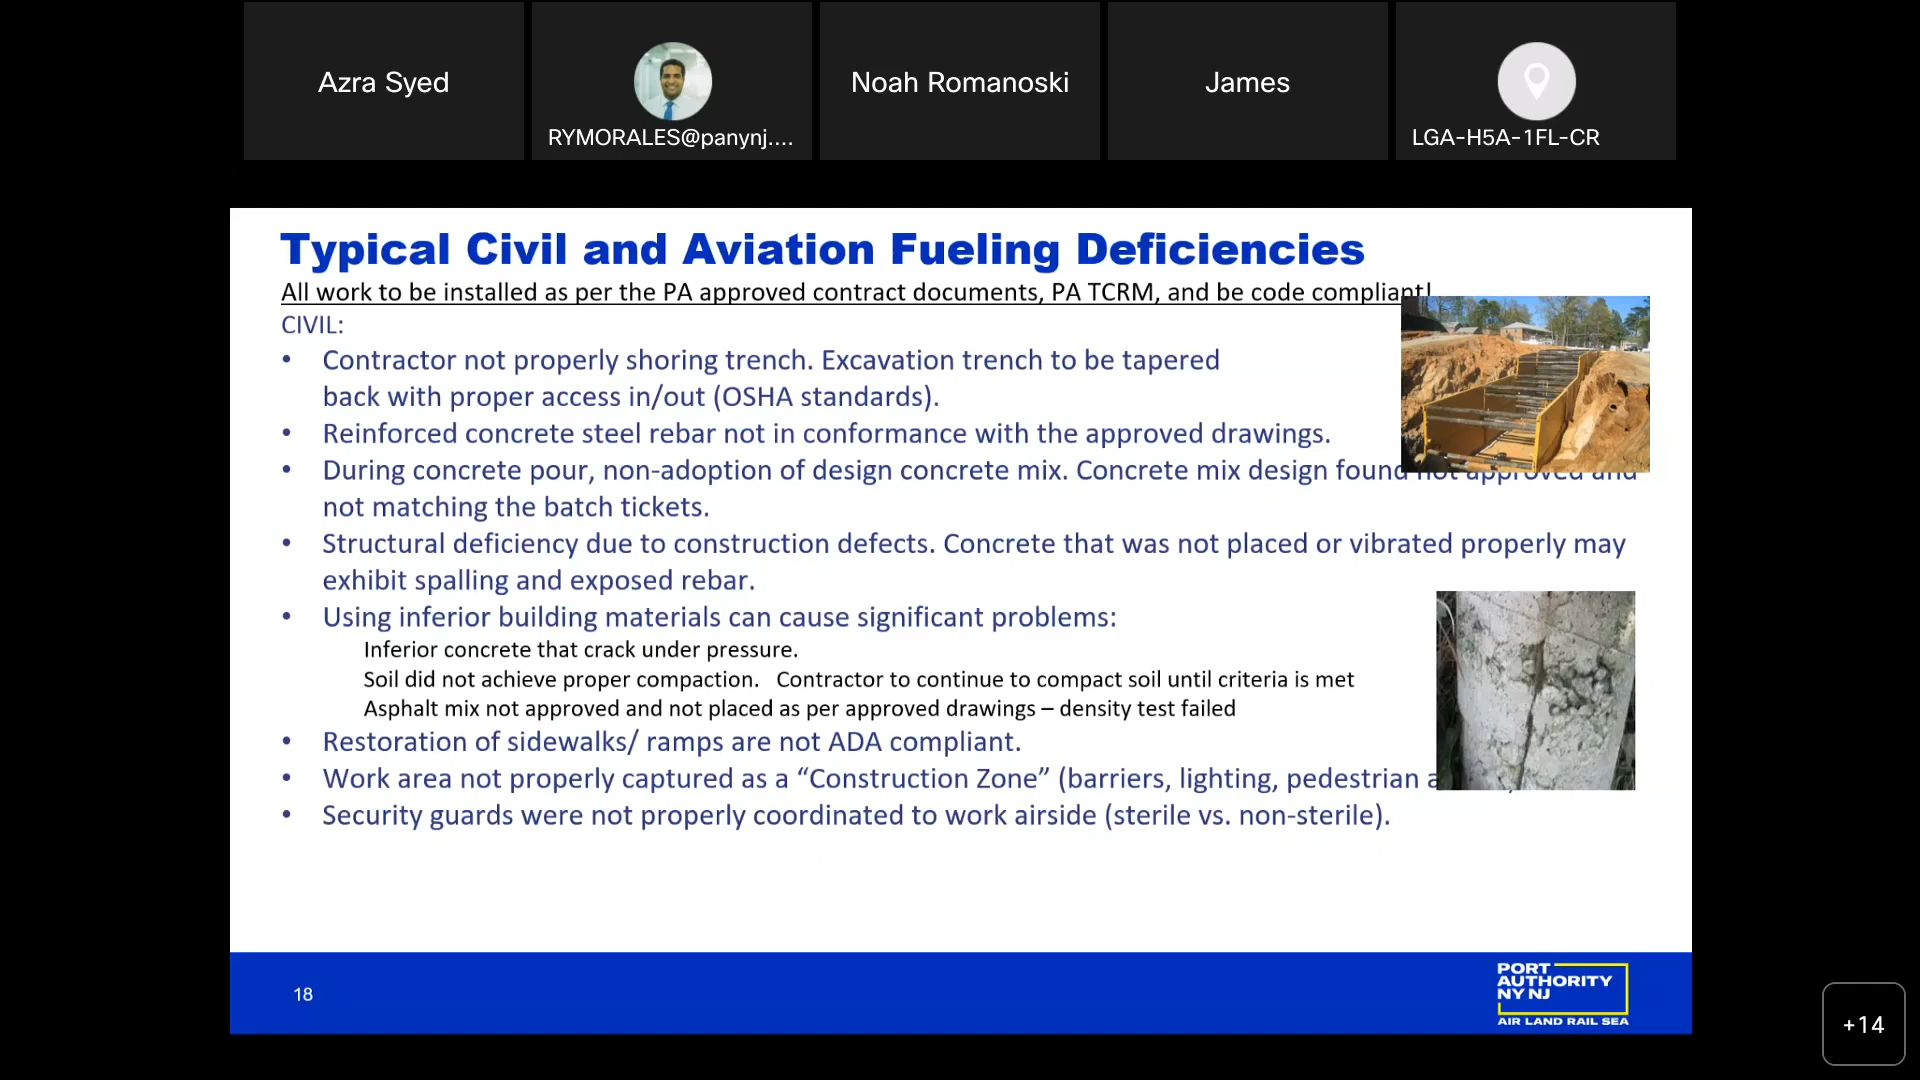 Azra Syed
RYMORALES@panynj....
Noah Romanoski
James
LGA-H5A-1FL-CR
Typical Civil and Aviation Fueling Deficiencies
All work to be installed as per the PA approved contract documents, PA TCRM, and be code compliant!
CIVIL:
• Contractor not properly shoring trench. Excavation trench to be tapered
back with proper access in/out (OSHA standards).
• Reinforced concrete steel rebar not in conformance with the approved drawings.
• During concrete pour, non-adoption of design concrete mix. Concrete mix design found not approved and
not matching the batch tickets.
• Structural deficiency due to construction defects. Concrete that was not placed or vibrated properly may
exhibit spalling and exposed rebar.
• Using inferior building materials can cause significant problems:
Inferior concrete that crack under pressure.
Soil did not achieve proper compaction. Contractor to continue to compact soil until criteria is met
Asphalt mix not approved and not placed as per approved drawings – density test failed
• Restoration of sidewalks/ ramps are not ADA compliant.
• Work area not properly captured as a “Construction Zone” (barriers, lighting, pedestrian
• Security guards were not properly coordinated to work airside (sterile vs. non-sterile).
18
PORT
AUTHORITY
NY NJ
AIR LAND RAIL SEA
+14